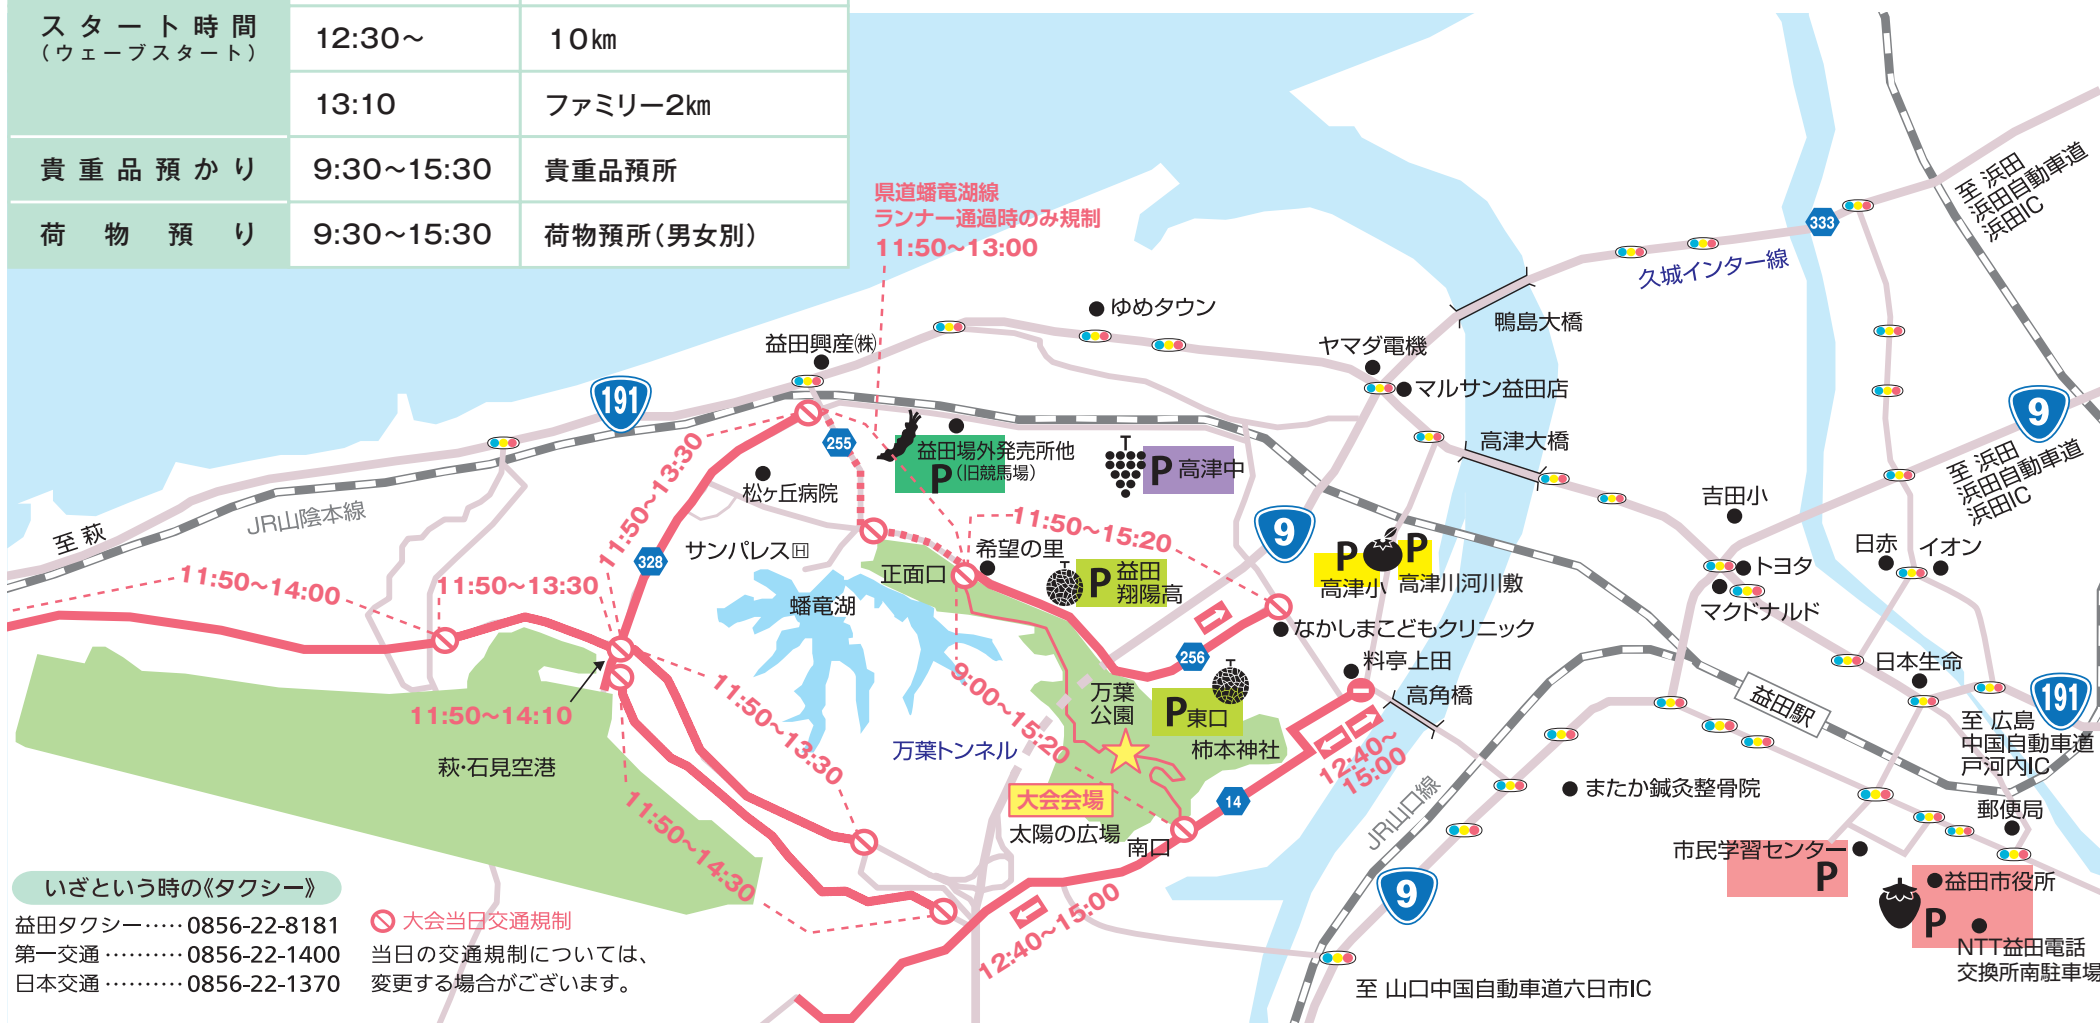 スタート時間
(ウェーブスタート)
12:30～ 10km
13:10 ファミリー2km
貴重品預かり 9:30～15:30 貴重品預所
荷物預り 9:30～15:30 荷物預所(男女別)
県道蟠竜湖線
ランナー通過時のみ規制
11:50～13:00
至 浜田
浜田自動車道
浜田IC
333
久城インター線
ゆめタウン
鴨島大橋
益田興産㈱
ヤマダ電機
マルサン益田店
191
9
255
益田場外発売所他
P (旧競馬場)
P 高津中
高津大橋
至 浜田
浜田自動車道
浜田IC
11:50～13:30
松ヶ丘病院
吉田小
JR山陰本線
至 萩
サンパレスH
328
11:50～15:20
希望の里
9
P P
高津小 高津川河川敷
日赤 イオン
トヨタ
マクドナルド
正面口
P 益田
翔陽高
11:50～14:00
11:50～13:30
蟠竜湖
なかしまこどもクリニック
256
料亭上田
日本生命
高角橋
益田駅
191
11:50～14:10
11:50～13:30
9:00～15:20
万葉
公園
P東口
至 広島
中国自動車道
戸河内IC
萩・石見空港
万葉トンネル
柿本神社
12:40～
15:00
14
大会会場
太陽の広場
南口
またか鍼灸整骨院
郵便局
JR山口線
11:50～14:30
市民学習センター
P
9
益田市役所
P
NTT益田電話
交換所南駐車場
12:40～15:00
至 山口中国自動車道六日市IC
いざという時の《タクシー》
益田タクシー‥‥‥0856-22-8181
第一交通‥‥‥‥‥0856-22-1400
日本交通‥‥‥‥‥0856-22-1370
大会当日交通規制
当日の交通規制については、
変更する場合がございます。